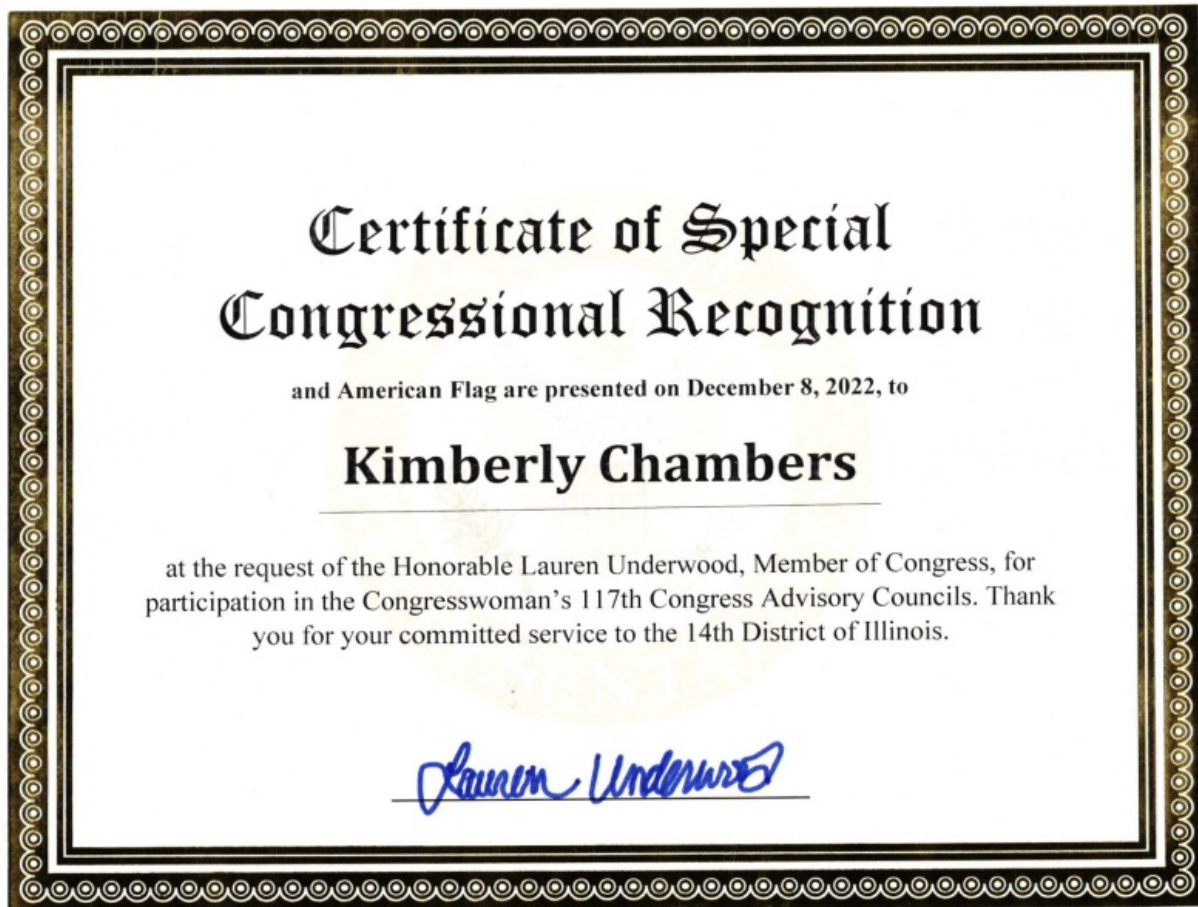 Certificate of Special
Congressional Recognition
and American Flag are presented on December 8, 2022, to
Kimberly Chambers
at the request of the Honorable Lauren Underwood, Member of Congress, for
participation in the Congresswoman's 117th Congress Advisory Councils. Thank
you for your committed service to the 14th District of Illinois.
Lauren Underwood